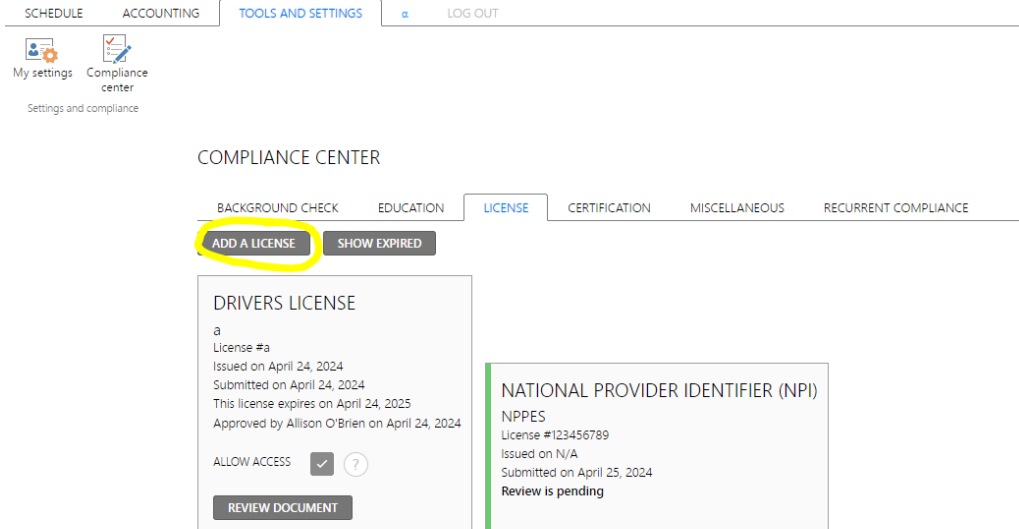 SCHEDULE ACCOUNTING TOOLS AND SETTINGS α LOG OUT
My settings
Compliance center
Settings and compliance
COMPLIANCE CENTER
BACKGROUND CHECK EDUCATION LICENSE CERTIFICATION MISCELLANEOUS RECURRENT COMPLIANCE
ADD A LICENSE SHOW EXPIRED
DRIVERS LICENSE
a
License #a
Issued on April 24, 2024
Submitted on April 24, 2024
This license expires on April 24, 2025
Approved by Allison O'Brien on April 24, 2024
ALLOW ACCESS ?
REVIEW DOCUMENT
NATIONAL PROVIDER IDENTIFIER (NPI)
NPPES
License #123456789
Issued on N/A
Submitted on April 25, 2024
Review is pending